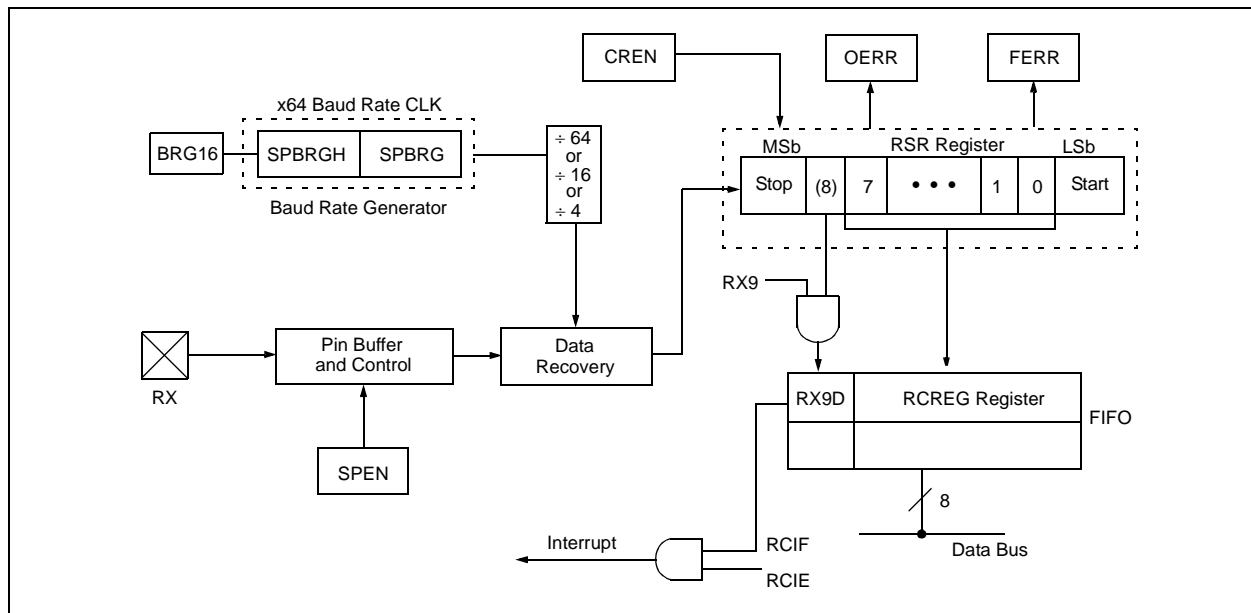 CREN
OERR
FERR
x64 Baud Rate CLK
BRG16
SPBRGH
SPBRG
Baud Rate Generator
÷ 64
or
÷ 16
or
÷ 4
MSb
RSR Register
LSb
Stop
(8)
7
• • •
1
0
Start
RX9
RX
Pin Buffer
and Control
Data
Recovery
SPEN
RX9D
RCREG Register
FIFO
8
Data Bus
Interrupt
RCIF
RCIE